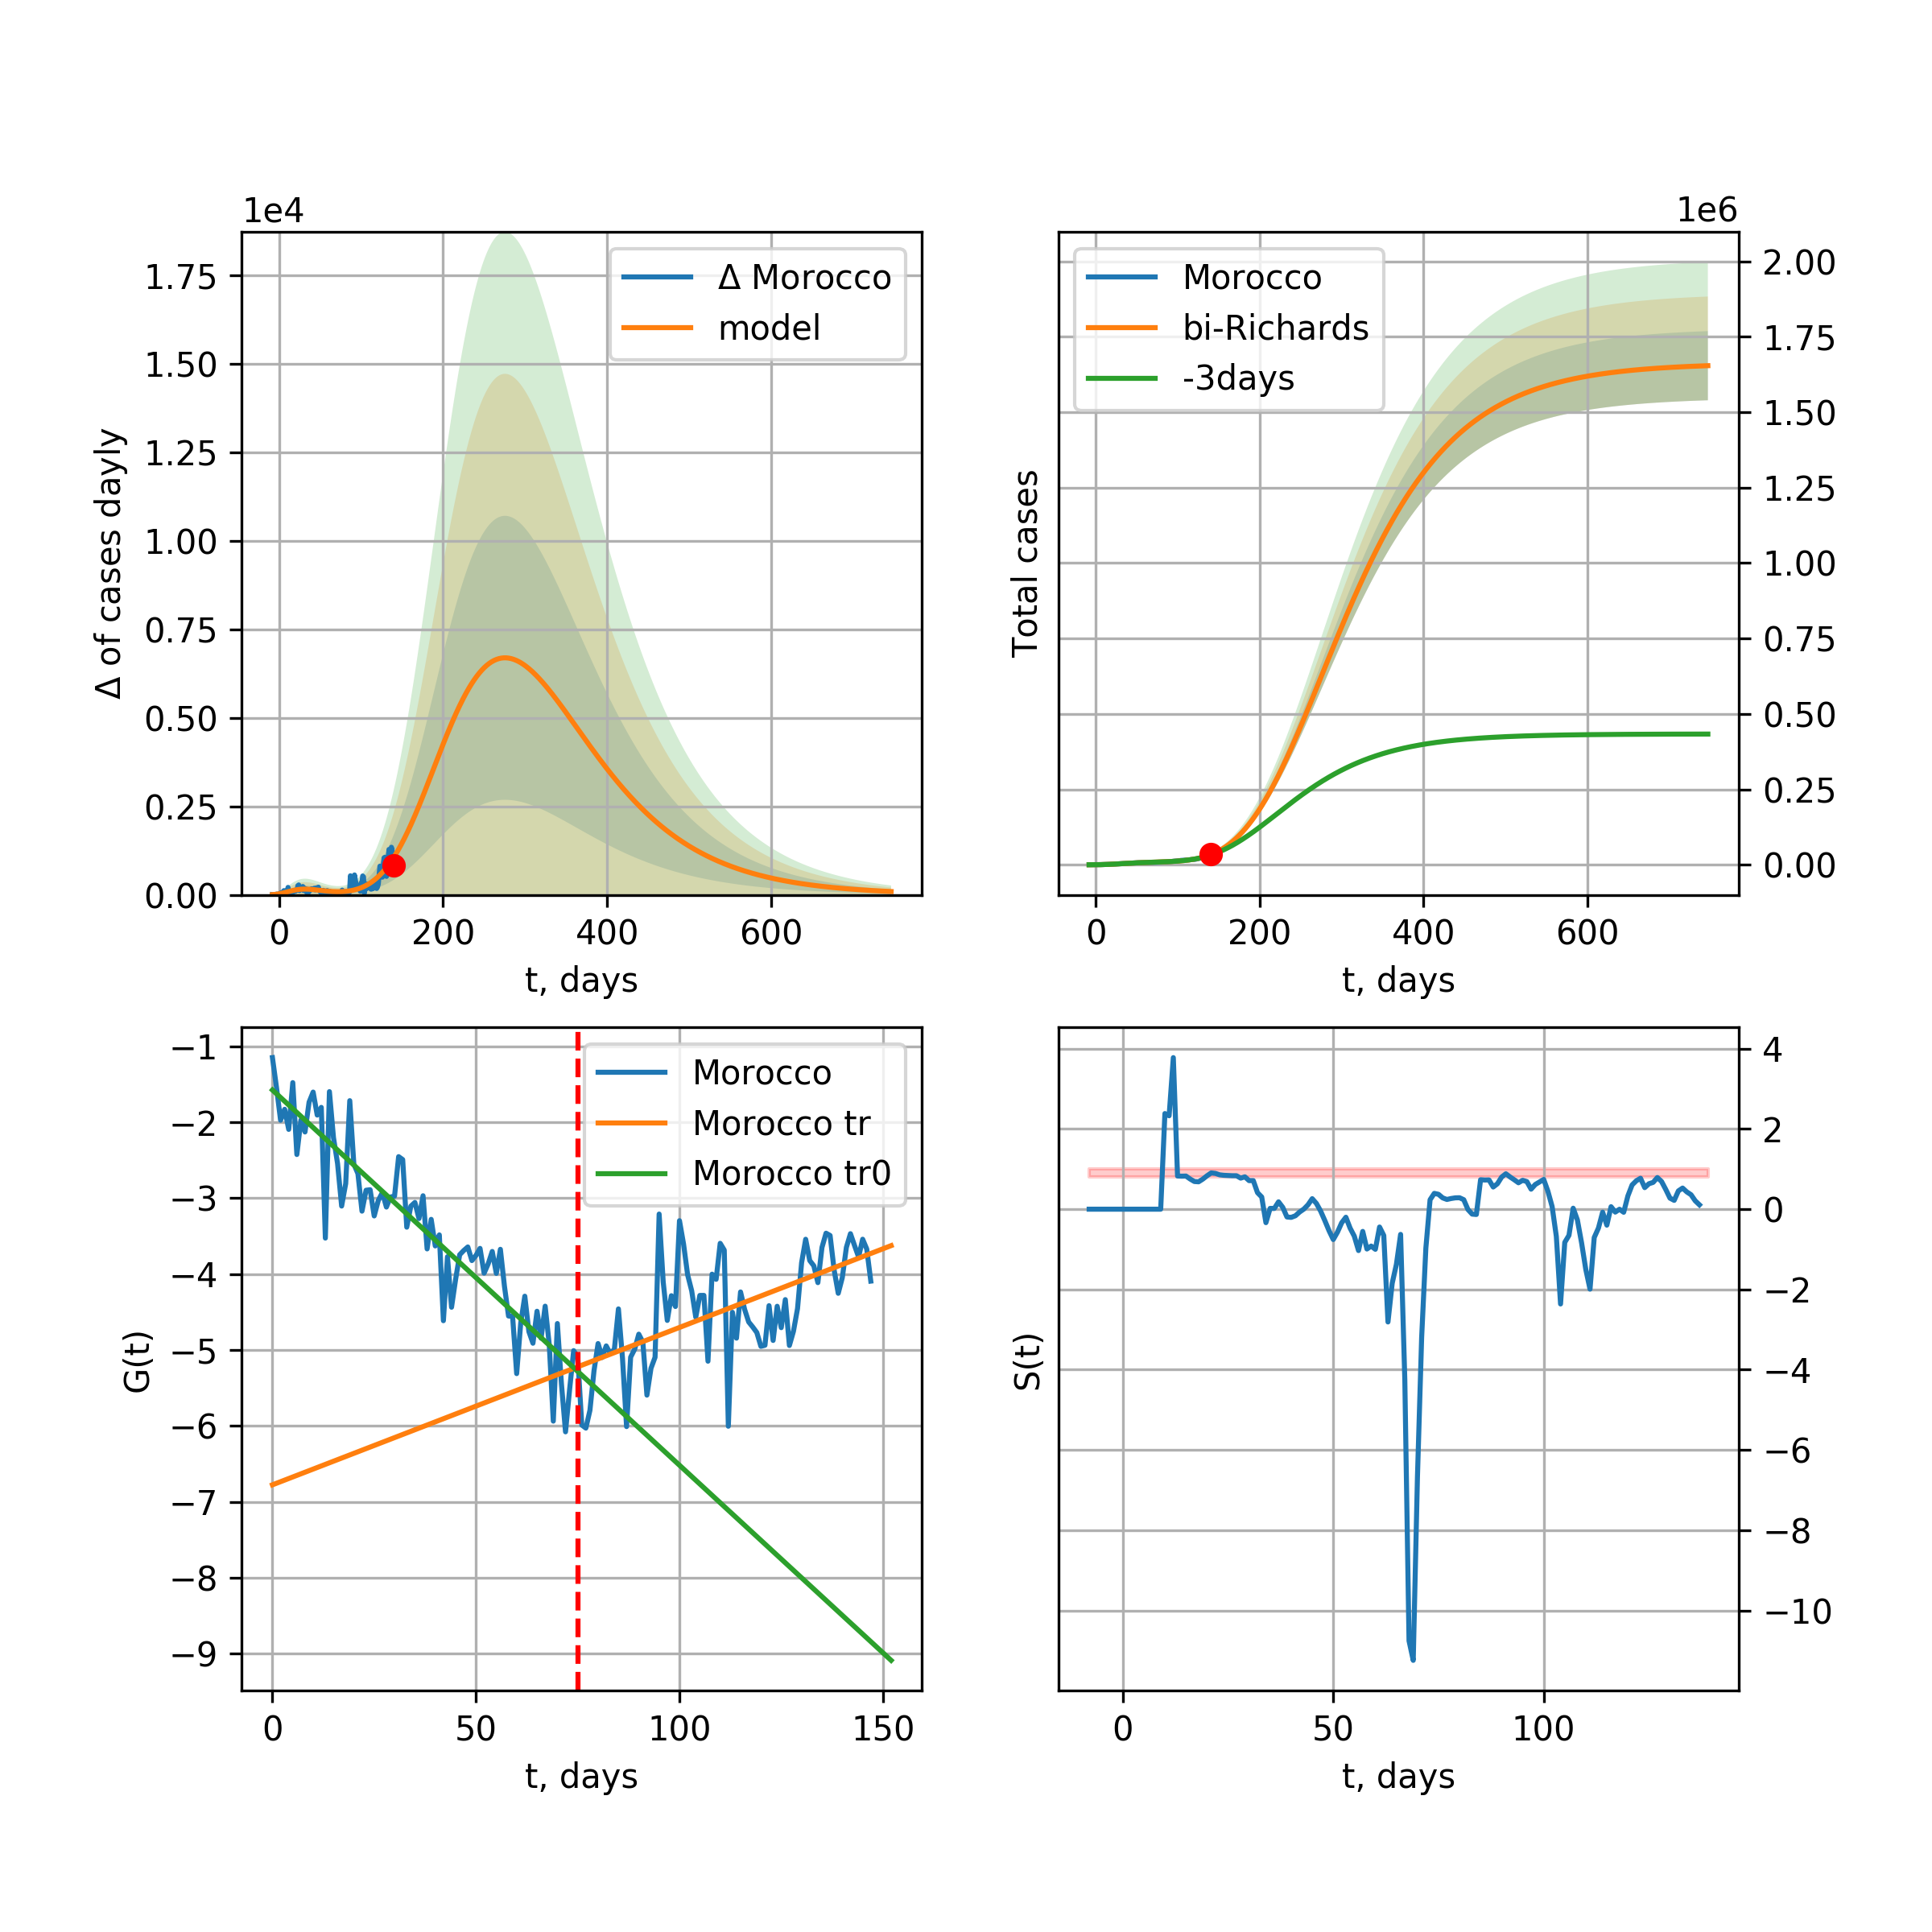 1e4
1.75
1.50
1.25
1.00
0.75
0.50
0.25
0.00
Δ of cases dayly
0 200 400 600
t, days
Δ Morocco
model
1e6
2.00
1.75
1.50
1.25
1.00
0.75
0.50
0.25
0.00
Total cases
0 200 400 600
t, days
Morocco
bi-Richards
-3days
−1
−2
−3
−4
−5
−6
−7
−8
−9
G(t)
0 50 100 150
t, days
Morocco
Morocco tr
Morocco tr0
4
2
0
−2
−4
−6
−8
−10
S(t)
0 50 100
t, days